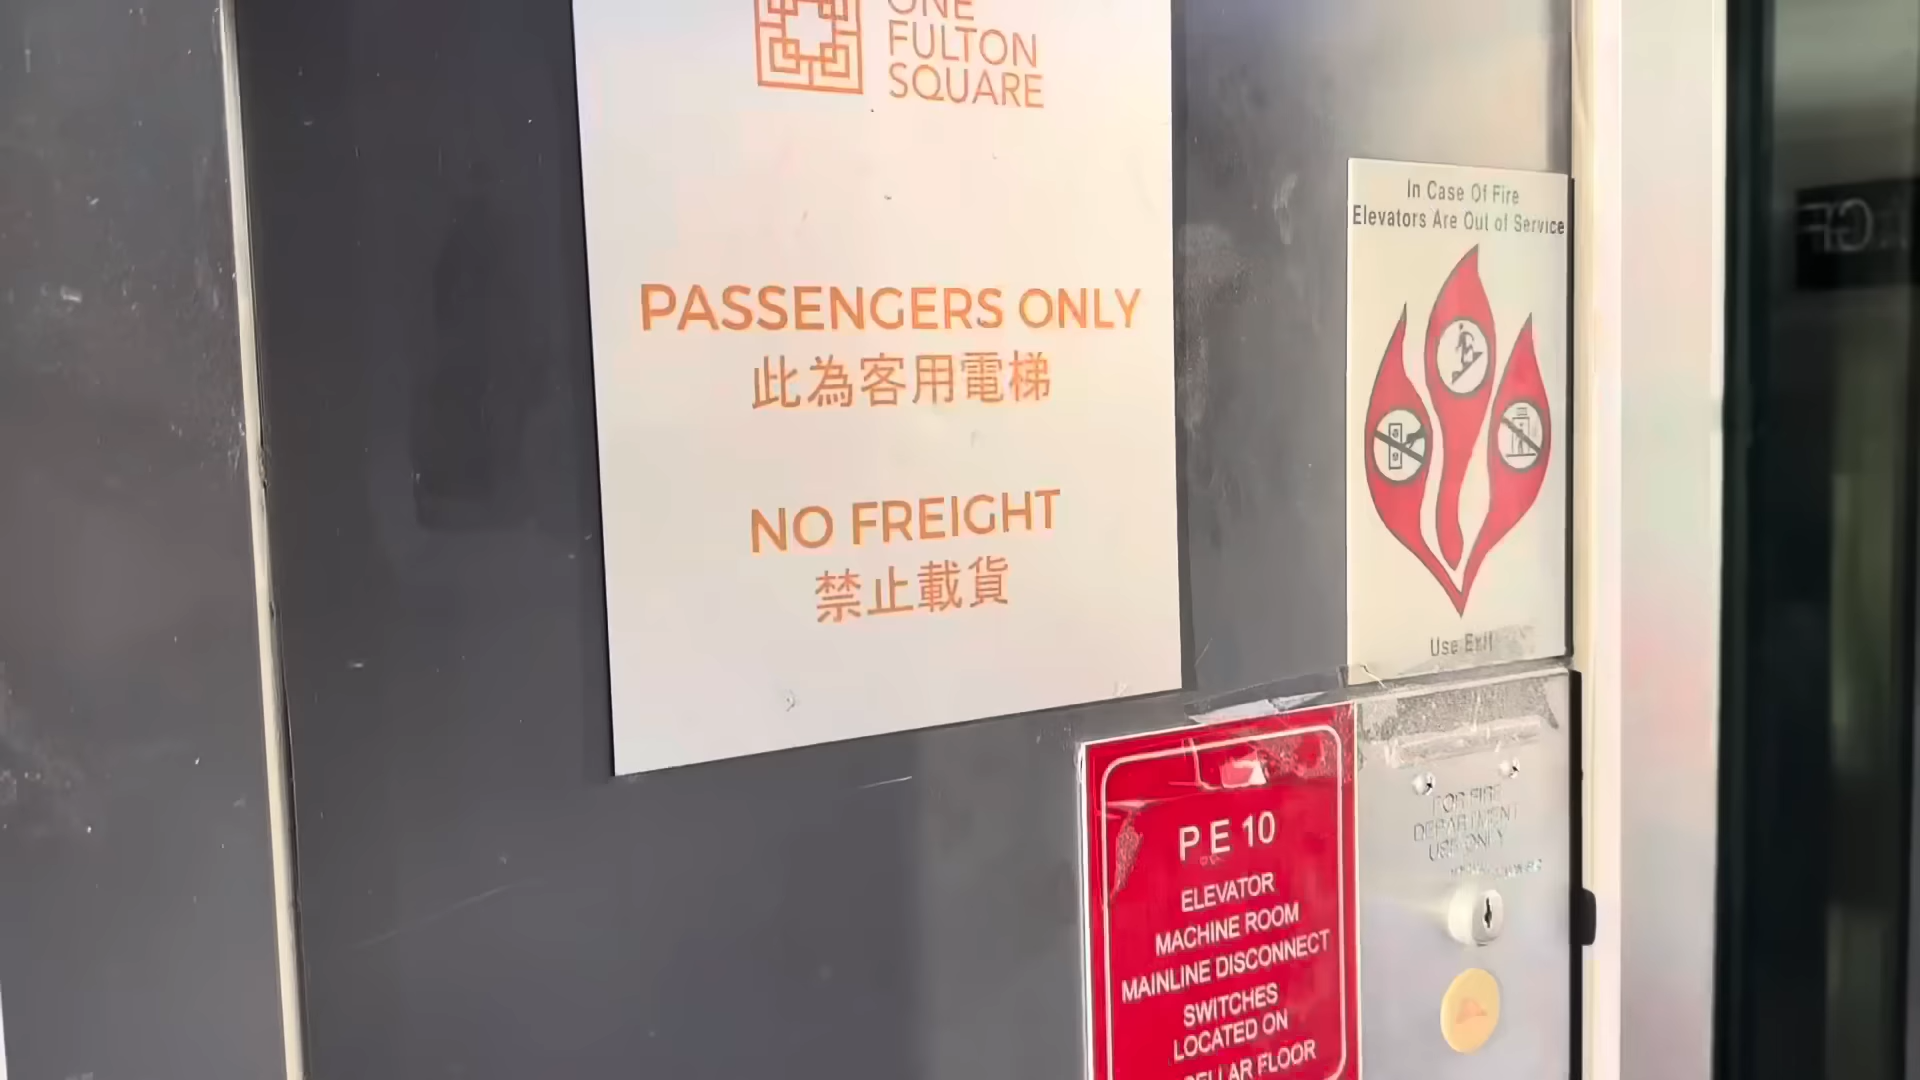 ONE
FULTON
SQUARE
PASSENGERS ONLY
此為客用電梯
NO FREIGHT
禁止載貨
In Case Of Fire
Elevators Are Out of Service
Use Exit
P E 10
ELEVATOR
MACHINE ROOM
MAINLINE DISCONNECT
SWITCHES
LOCATED ON
CELLAR FLOOR
FOR FIRE
DEPARTMENT
USE ONLY